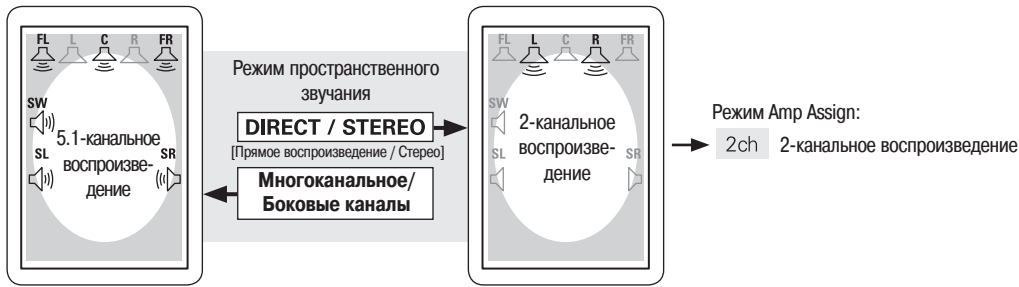 FL L C R FR
SW
5.1-канальное
SL воспроизве- SR
дение
Режим пространственного
звучания
DIRECT / STEREO
[Прямое воспроизведение / Стерео]
Многоканальное/
Боковые каналы
FL L C R FR
SW
2-канальное
SL воспроизве- SR
дение
Режим Amp Assign:
2ch 2-канальное воспроизведение